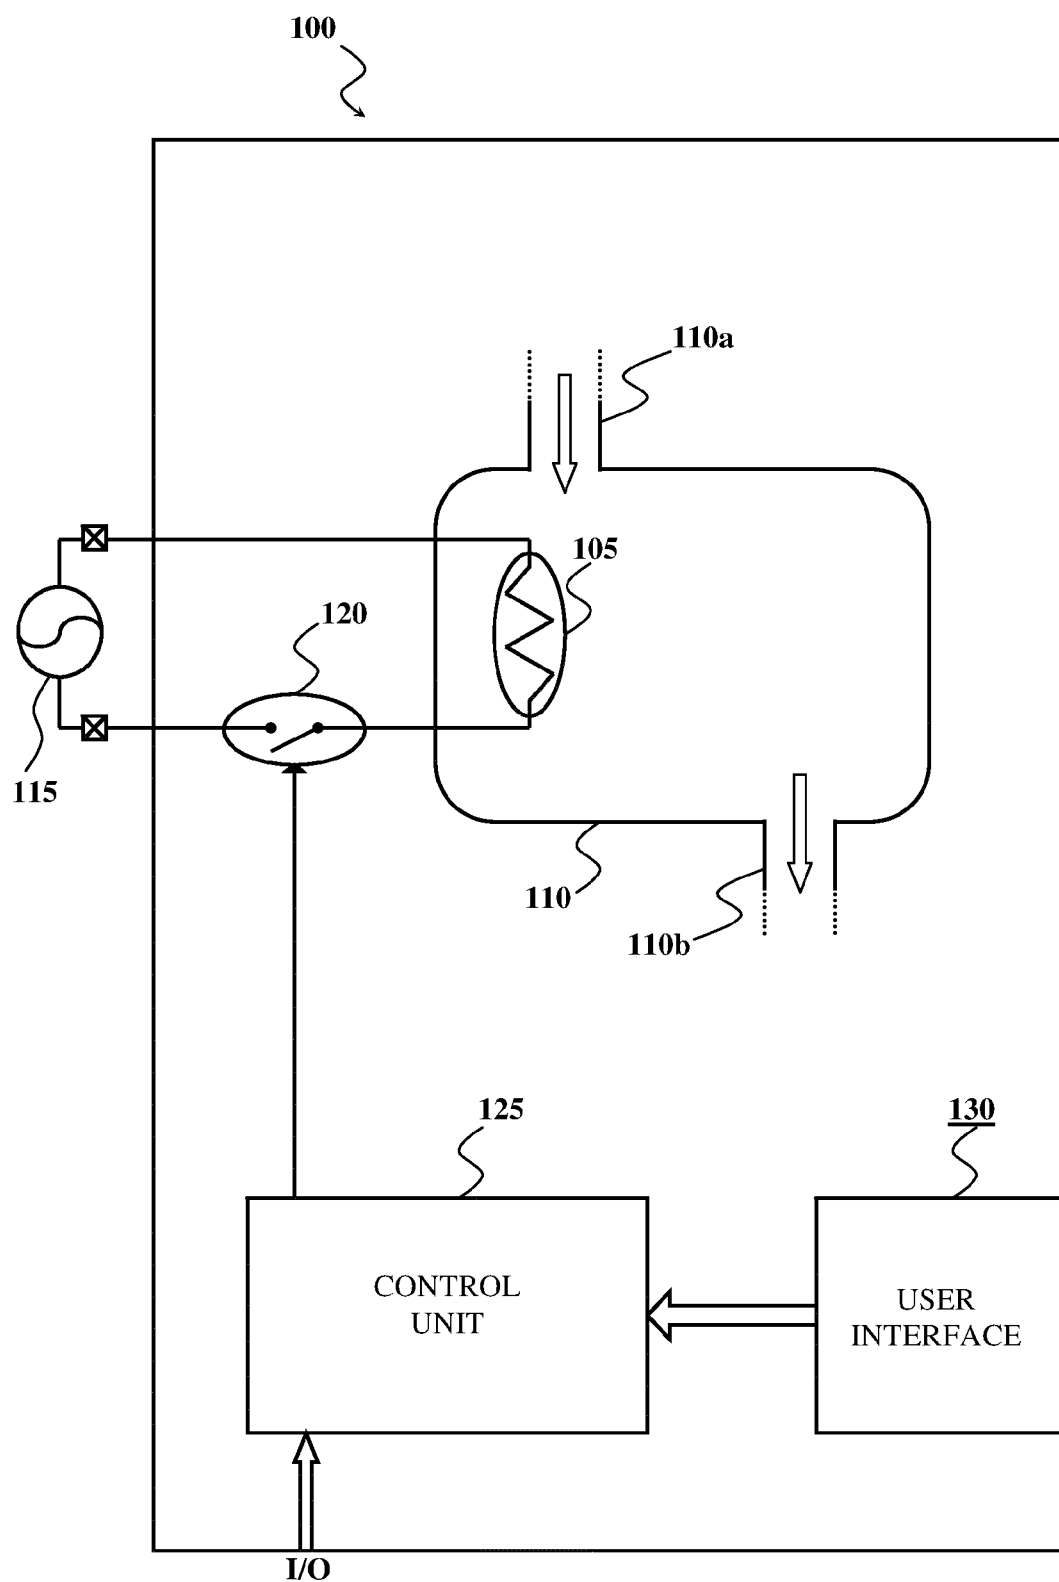 100
110a
105
120
115
110
110b
125
130
CONTROL
UNIT
USER
INTERFACE
I/O